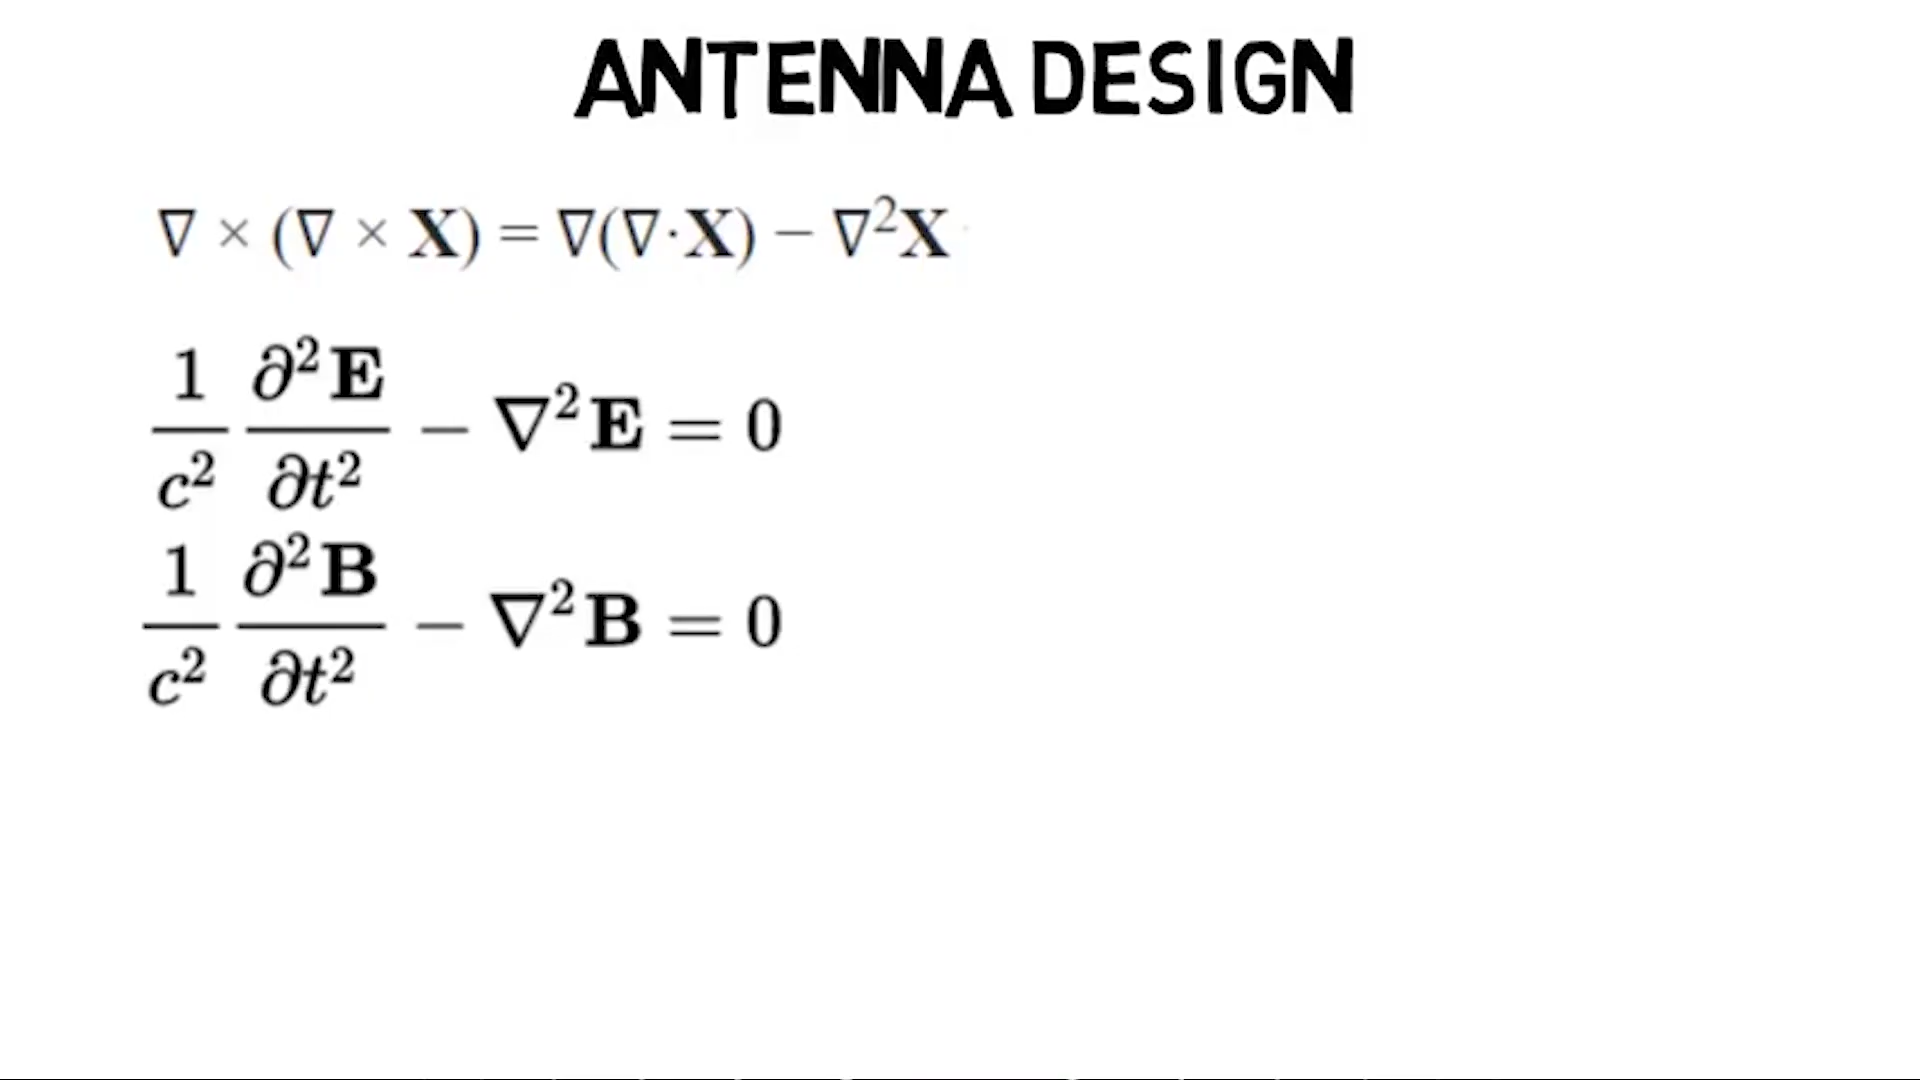 ANTENNA DESIGN
∇ × (∇ × X) = ∇(∇·X) − ∇²X
1/c² ∂²E/∂t² − ∇²E = 0
1/c² ∂²B/∂t² − ∇²B = 0